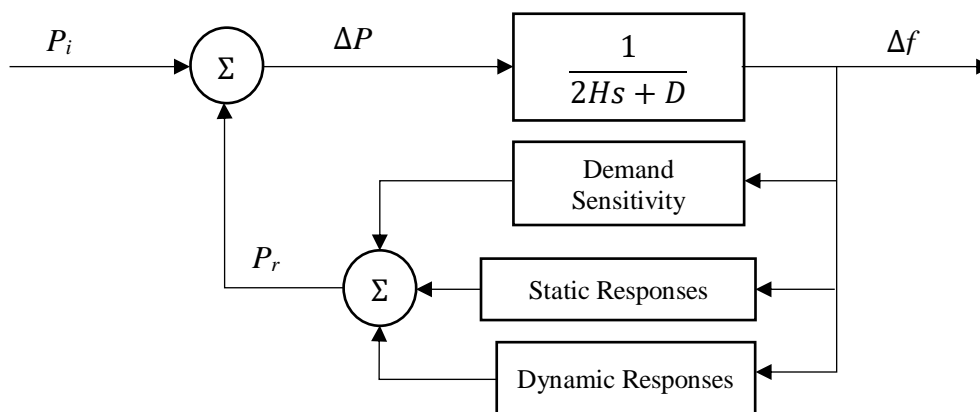 P_i
Σ
ΔP
1
2Hs + D
Δf
Demand
Sensitivity
P_r
Σ
Static Responses
Dynamic Responses